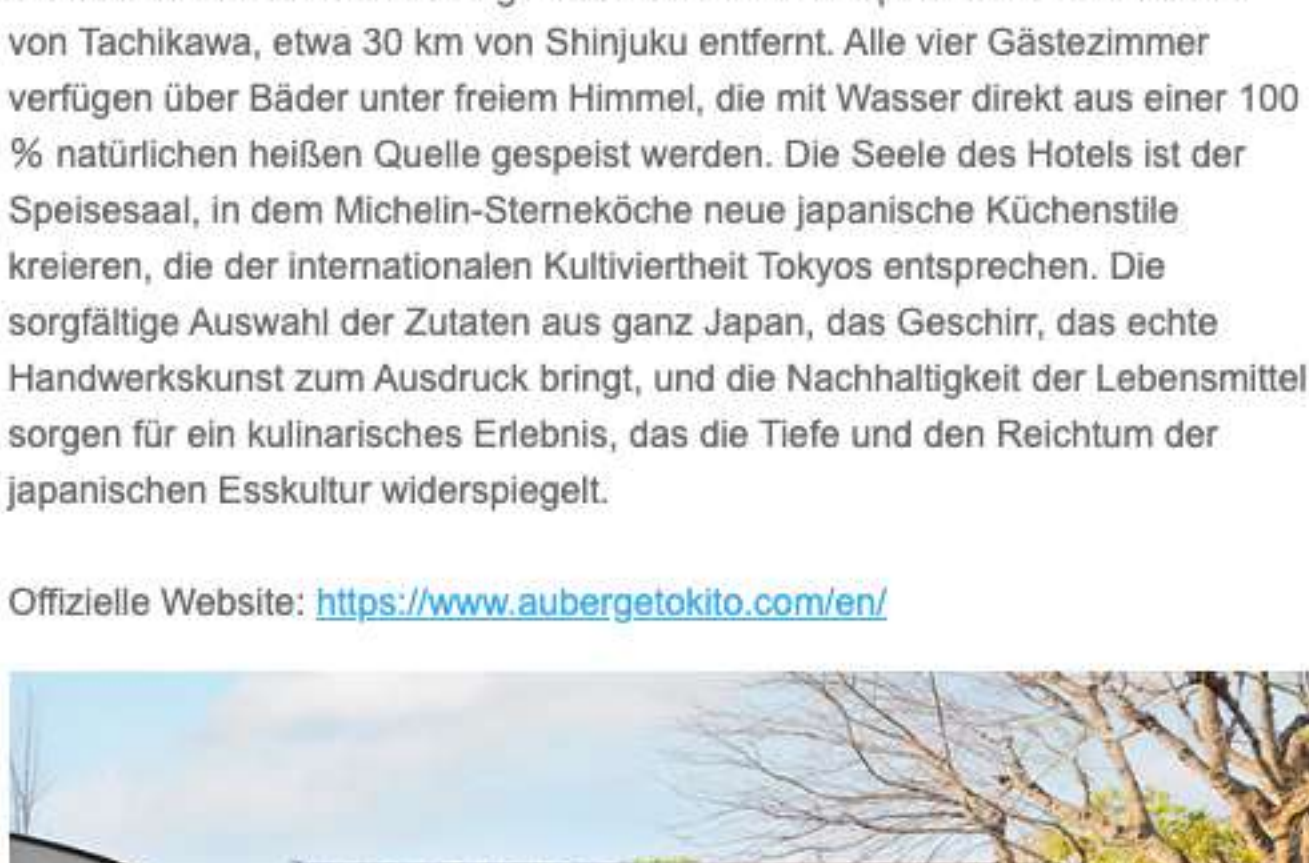 von Tachikawa, etwa 30 km von Shinjuku entfernt. Alle vier Gästezimmer
verfügen über Bäder unter freiem Himmel, die mit Wasser direkt aus einer 100
% natürlichen heißen Quelle gespeist werden. Die Seele des Hotels ist der
Speisesaal, in dem Michelin-Sterneköche neue japanische Küchenstile
kreieren, die der internationalen Kultiviertheit Tokyos entsprechen. Die
sorgfältige Auswahl der Zutaten aus ganz Japan, das Geschirr, das echte
Handwerkskunst zum Ausdruck bringt, und die Nachhaltigkeit der Lebensmittel
sorgen für ein kulinarisches Erlebnis, das die Tiefe und den Reichtum der
japanischen Esskultur widerspiegelt.
Offizielle Website: https://www.aubergetokito.com/en/